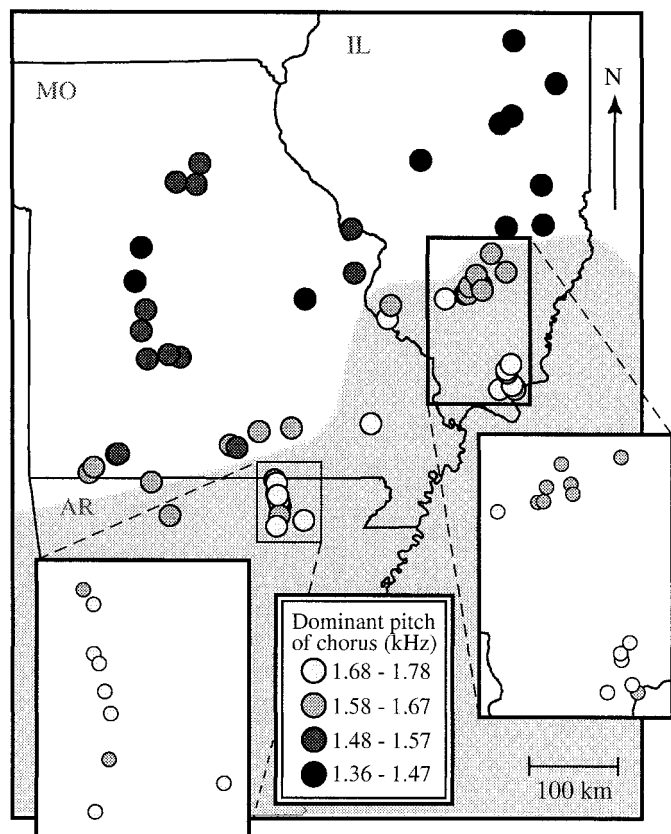 IL
N
MO
AR
Dominant pitch
of chorus (kHz)
1.68 - 1.78
1.58 - 1.67
1.48 - 1.57
1.36 - 1.47
100 km